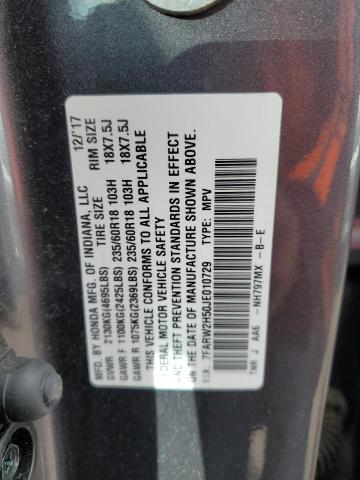 MFG. BY HONDA MFG. OF INDIANA, LLC 12/'17
TIRE SIZE RIM SIZE
GVWR 2130KG(4695LBS)
GAWR F 1100KG(2425LBS) 235/60R18 103H 18X7.5J
GAWR R 1075KG(2369LBS) 235/60R18 103H 18X7.5J
THIS VEHICLE CONFORMS TO ALL APPLICABLE
FEDERAL MOTOR VEHICLE SAFETY
THEFT PREVENTION STANDARDS IN EFFECT
ON THE DATE OF MANUFACTURE SHOWN ABOVE.
V.I.N.: 7FARW2H50JE010729 TYPE: MPV
TNR J AA6 -NH797MX -B-E